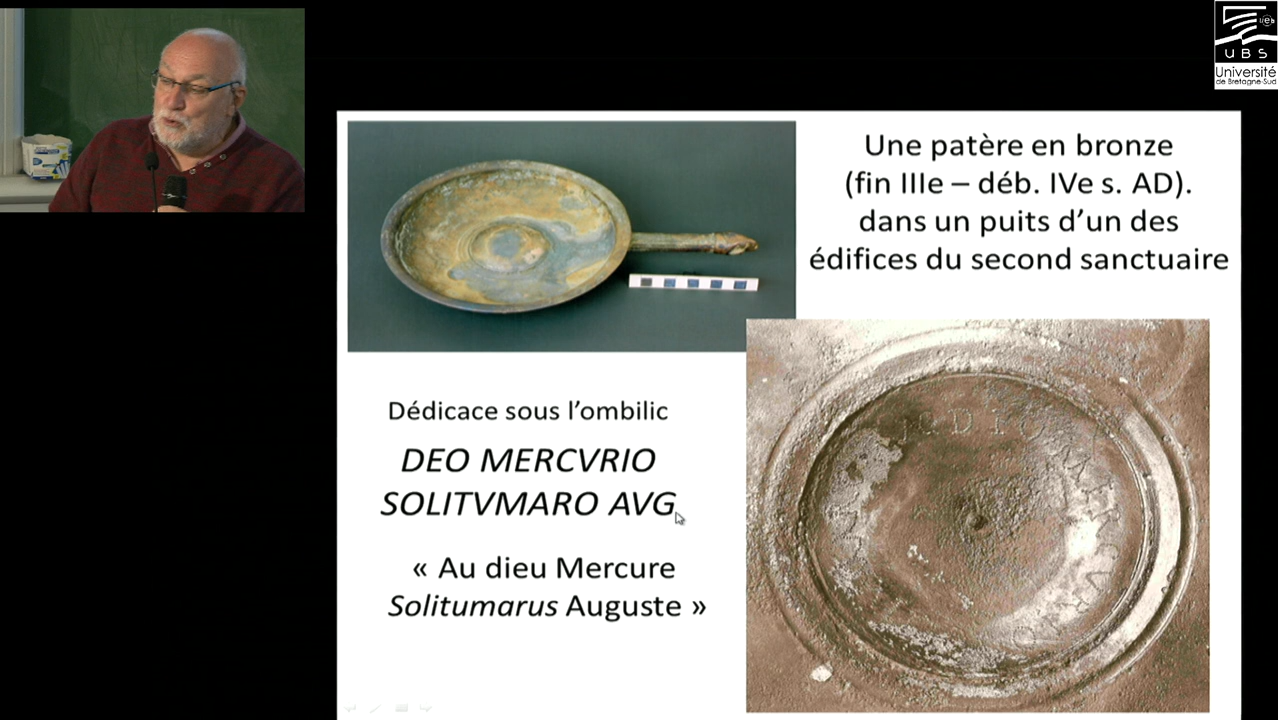 UBS
Université
de Bretagne-Sud
Une patère en bronze
(fin IIIe – déb. IVe s. AD).
dans un puits d’un des
édifices du second sanctuaire
Dédicace sous l’ombilic
DEO MERCVRIO
SOLITVMARO AVG
« Au dieu Mercure
Solitumarus Auguste »